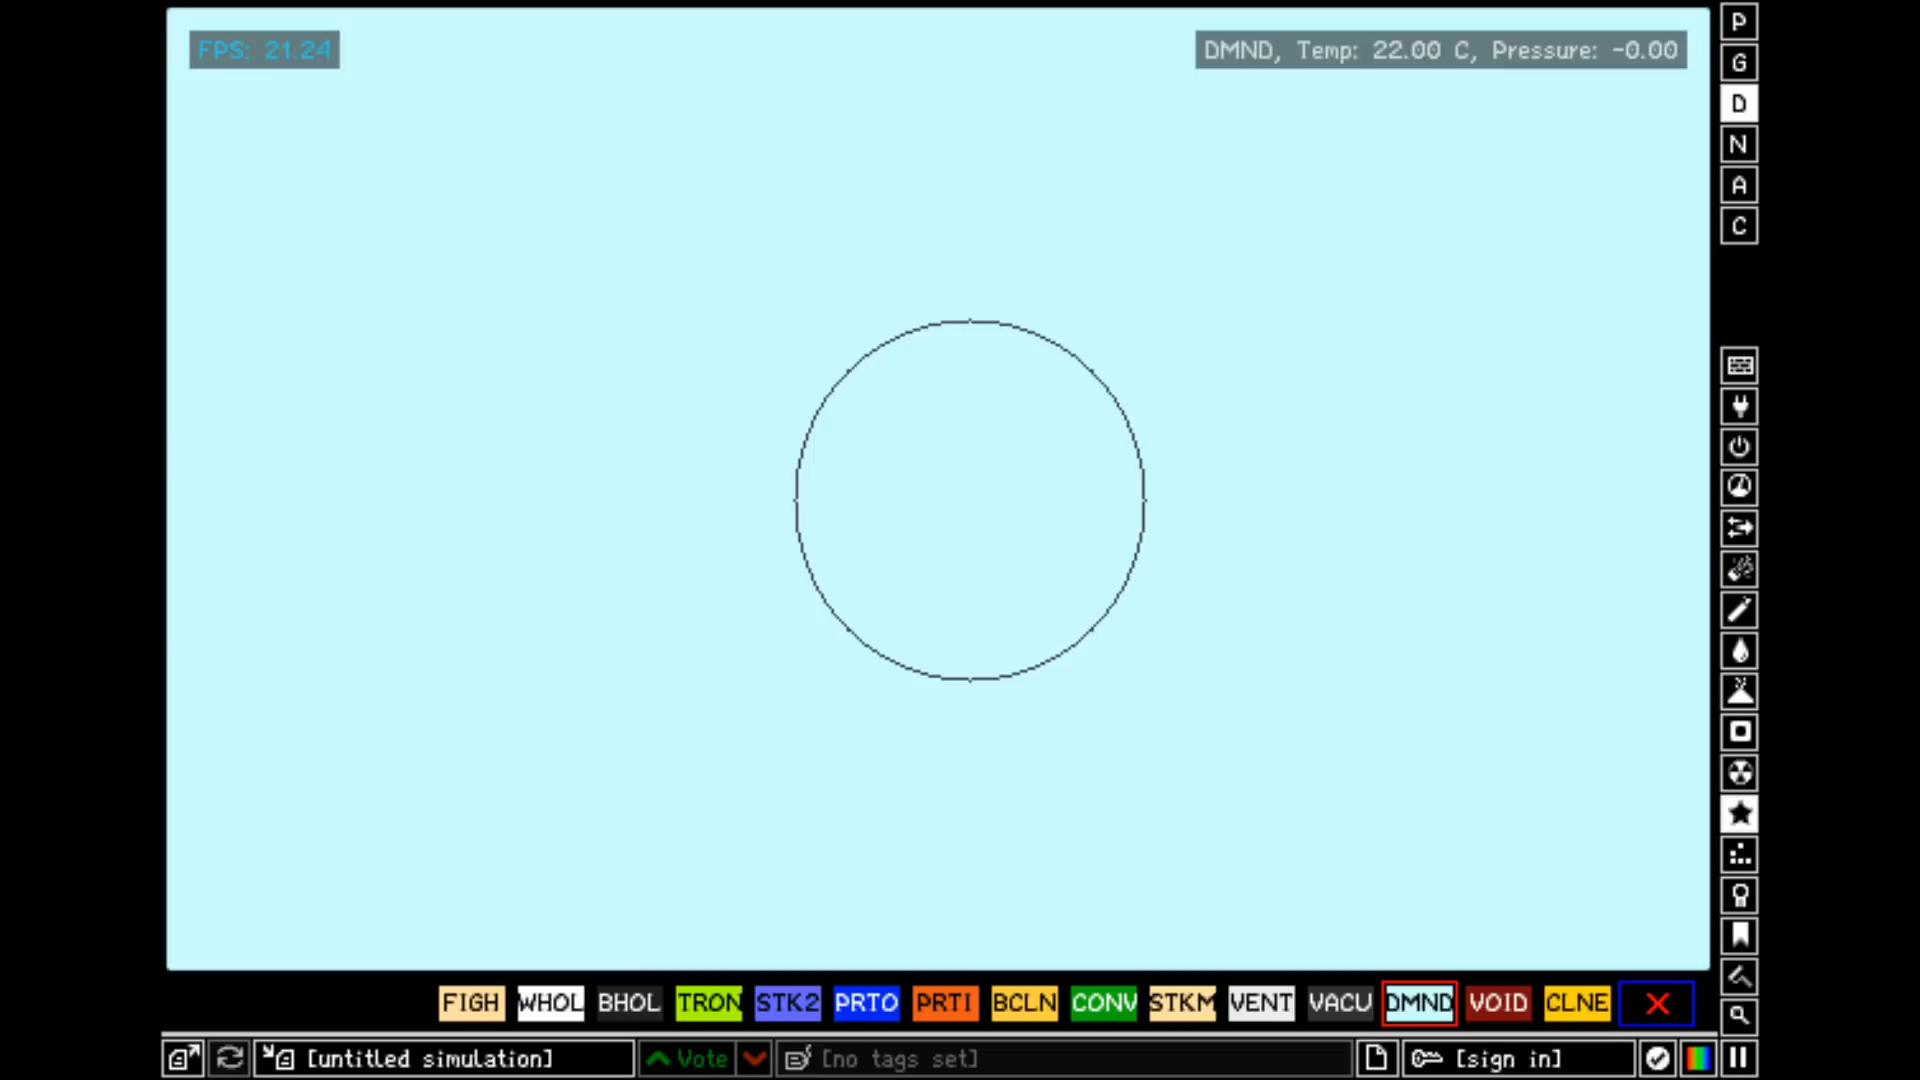 FPS: 21.24
DMND, Temp: 22.00 C, Pressure: -0.00
P
G
D
N
A
C
FIGH WHOL BHOL TRON STK2 PRTO PRTI BCLN CONV STKM VENT VACU DMND VOID CLNE
[untitled simulation] Vote [no tags set] [sign in]